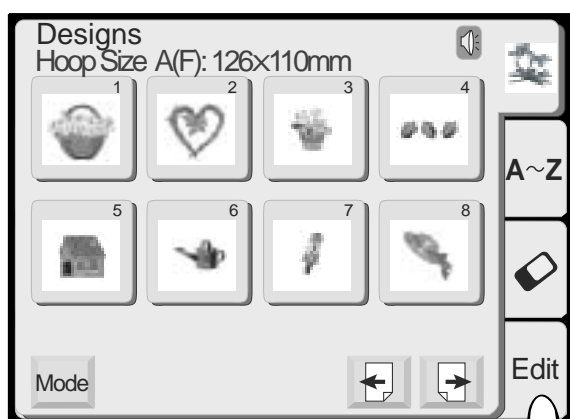 Designs
Hoop Size A(F): 126×110mm
1 2 3 4
A~Z
5 6 7 8
Mode
Edit